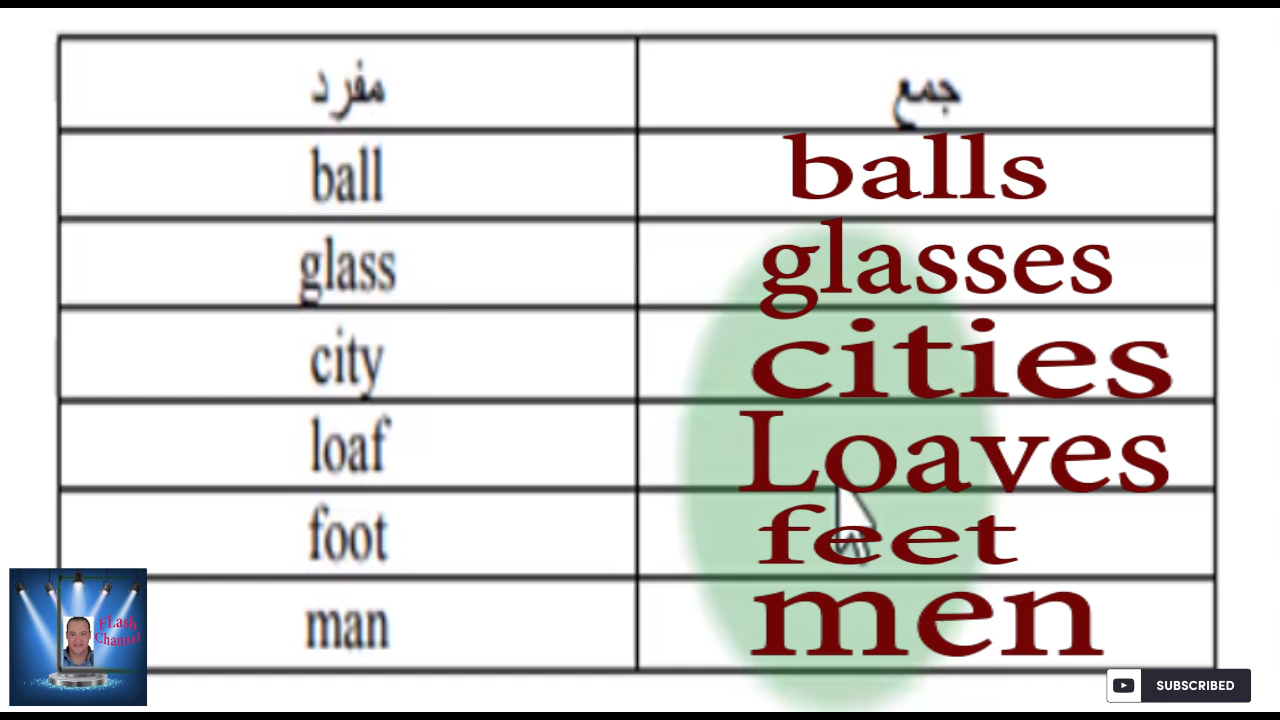 مفرد جمع
ball balls
glass glasses
city cities
loaf Loaves
foot feet
man men
FLash
Channel
SUBSCRIBED